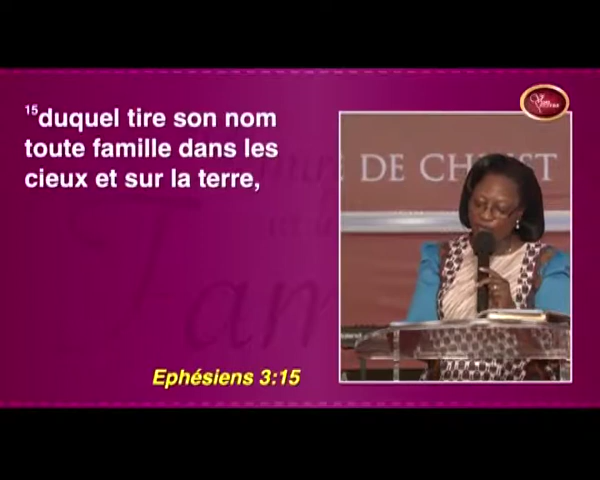 15duquel tire son nom
toute famille dans les
cieux et sur la terre,
DE CHRIST
Ephésiens 3:15